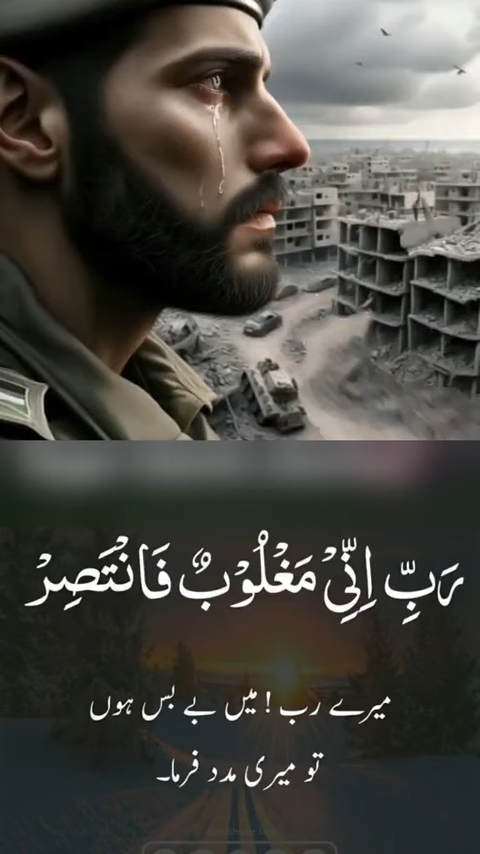 رَبِّ اِنِّیْ مَغْلُوْبٌ فَانْتَصِرْ
میرے رب ! میں بے بس ہوں
تو میری مدد فرما۔